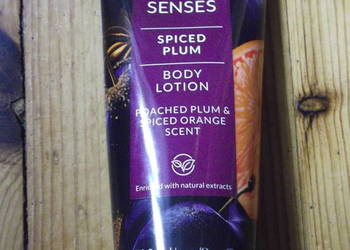 SENSES
SPICED
PLUM
BODY
LOTION
POACHED PLUM &
SPICED ORANGE
SCENT
Enriched with natural extracts